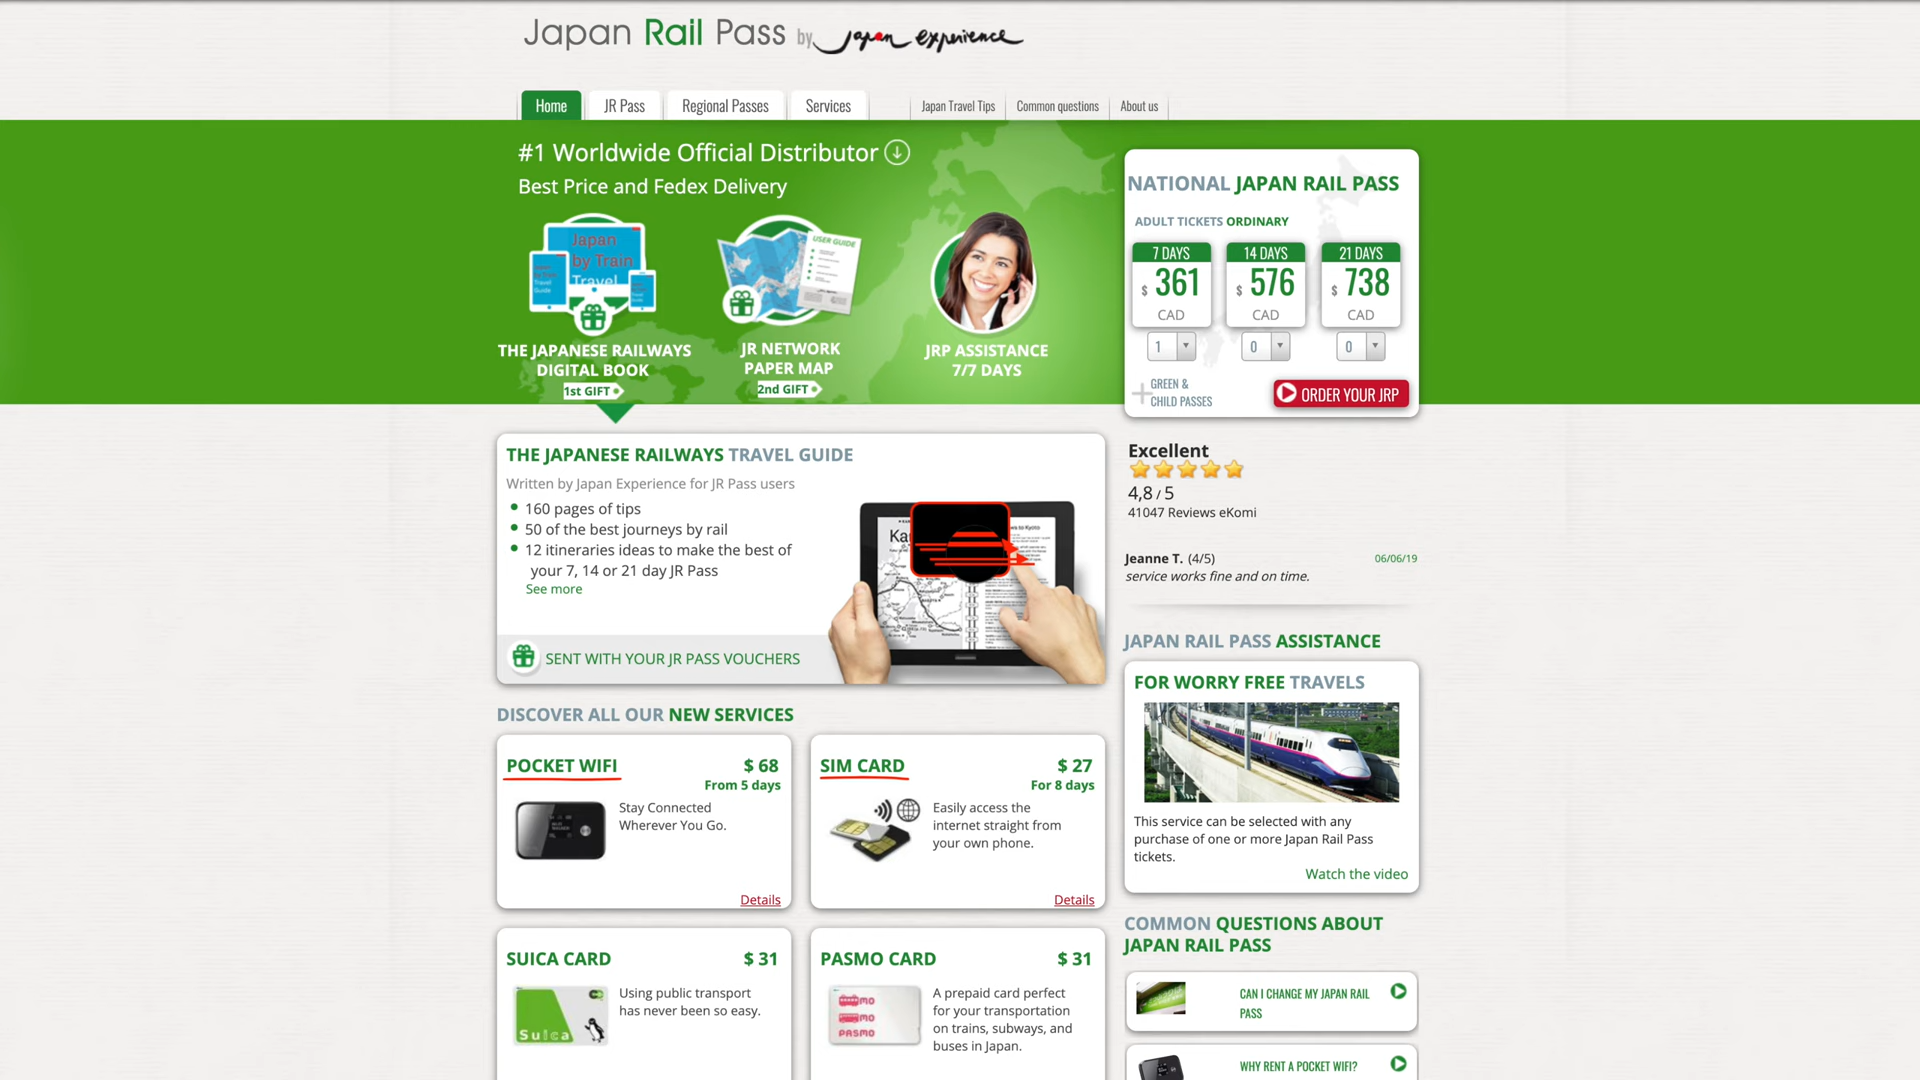 Japan Rail Pass by japan experience
Home
JR Pass
Regional Passes
Services
Japan Travel Tips
Common questions
About us
#1 Worldwide Official Distributor
Best Price and Fedex Delivery
Japan
by Train
Travel
USER GUIDE
THE JAPANESE RAILWAYS
DIGITAL BOOK
1st GIFT
JR NETWORK
PAPER MAP
2nd GIFT
JRP ASSISTANCE
7/7 DAYS
NATIONAL JAPAN RAIL PASS
ADULT TICKETS ORDINARY
7 DAYS
$ 361
CAD
1
14 DAYS
$ 576
CAD
0
21 DAYS
$ 738
CAD
0
GREEN &
CHILD PASSES
ORDER YOUR JRP
THE JAPANESE RAILWAYS TRAVEL GUIDE
Written by Japan Experience for JR Pass users
160 pages of tips
50 of the best journeys by rail
12 itineraries ideas to make the best of
your 7, 14 or 21 day JR Pass
See more
SENT WITH YOUR JR PASS VOUCHERS
Excellent
4,8 / 5
41047 Reviews eKomi
Jeanne T. (4/5)
06/06/19
service works fine and on time.
JAPAN RAIL PASS ASSISTANCE
FOR WORRY FREE TRAVELS
This service can be selected with any
purchase of one or more Japan Rail Pass
tickets.
Watch the video
DISCOVER ALL OUR NEW SERVICES
POCKET WIFI
$ 68
From 5 days
Stay Connected
Wherever You Go.
Details
SIM CARD
$ 27
For 8 days
Easily access the
internet straight from
your own phone.
Details
SUICA CARD
$ 31
Suica
Using public transport
has never been so easy.
PASMO CARD
$ 31
PASMO
A prepaid card perfect
for your transportation
on trains, subways, and
buses in Japan.
COMMON QUESTIONS ABOUT
JAPAN RAIL PASS
CAN I CHANGE MY JAPAN RAIL
PASS
WHY RENT A POCKET WIFI?